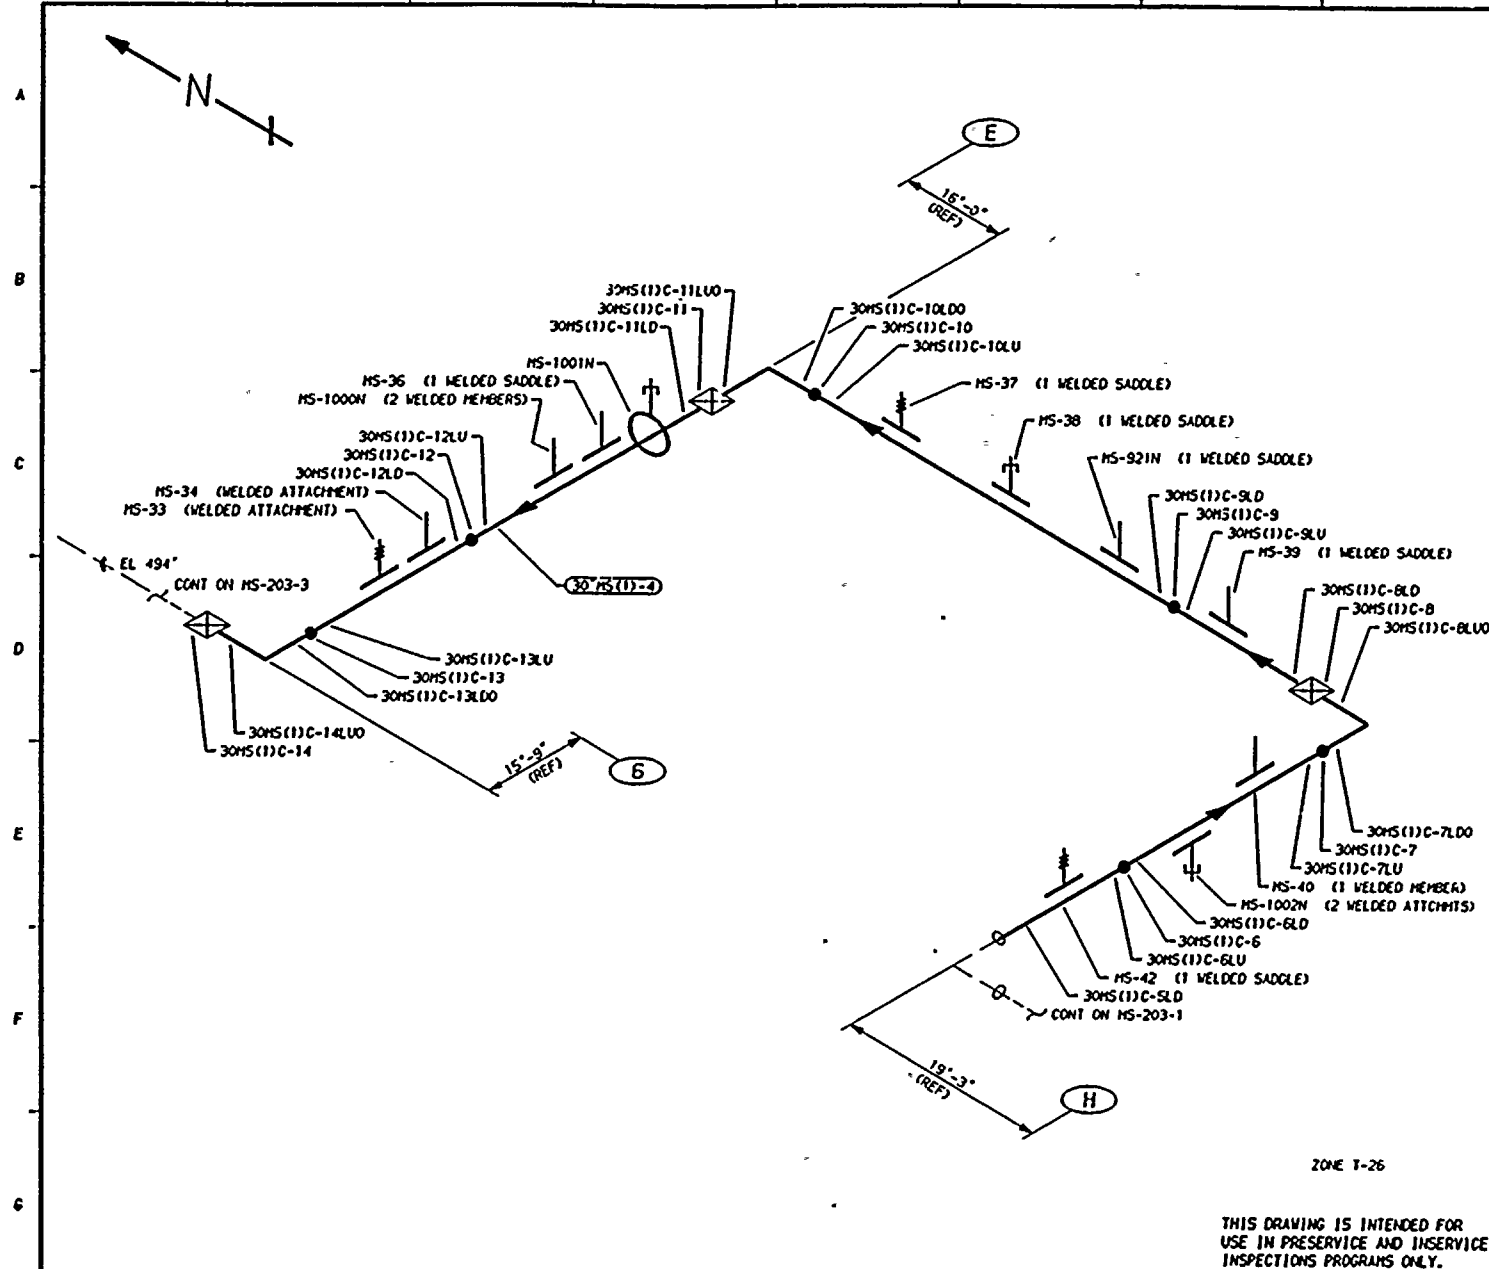 A
B
C
D
E
F
G
N
E
16'-0"
(REF)
30MS(1)C-11LUO
30MS(1)C-11
30MS(1)C-11LD
MS-1001N
MS-36 (1 WELDED SADDLE)
MS-1000N (2 WELDED MEMBERS)
30MS(1)C-12LU
30MS(1)C-12
30MS(1)C-12LD
MS-34 (WELDED ATTACHMENT)
MS-33 (WELDED ATTACHMENT)
30MS(1)C-10LDO
30MS(1)C-10
30MS(1)C-10LU
MS-37 (1 WELDED SADDLE)
MS-38 (1 WELDED SADDLE)
MS-921N (1 WELDED SADDLE)
30MS(1)C-9LD
30MS(1)C-9
30MS(1)C-9LU
MS-39 (1 WELDED SADDLE)
30MS(1)C-8LD
30MS(1)C-8
30MS(1)C-8LUO
EL 494'
CONT ON MS-203-3
30"MS(1)-4
30MS(1)C-13LU
30MS(1)C-13
30MS(1)C-13LDO
30MS(1)C-14LUO
30MS(1)C-14
15'-9"
(REF)
30MS(1)C-7LDO
30MS(1)C-7
30MS(1)C-7LU
MS-40 (1 WELDED MEMBER)
MS-1002N (2 WELDED ATTCHMTS)
30MS(1)C-6LD
30MS(1)C-6
30MS(1)C-6LU
MS-42 (1 WELDED SADDLE)
30MS(1)C-5LD
CONT ON MS-203-1
19'-3"
(REF)
H
ZONE T-26
THIS DRAWING IS INTENDED FOR
USE IN PRESERVICE AND INSERVICE
INSPECTIONS PROGRAMS ONLY.